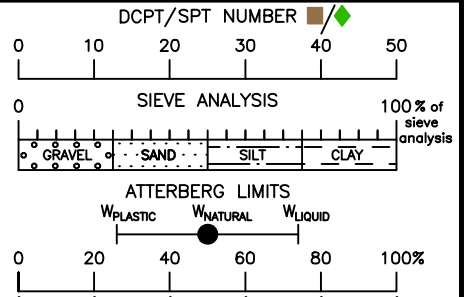 DCPT/SPT NUMBER /
0 10 20 30 40 50
SIEVE ANALYSIS
0 100% of
sieve
analysis
GRAVEL SAND SILT CLAY
ATTERBERG LIMITS
WPLASTIC WNATURAL WLIQUID
0 20 40 60 80 100%